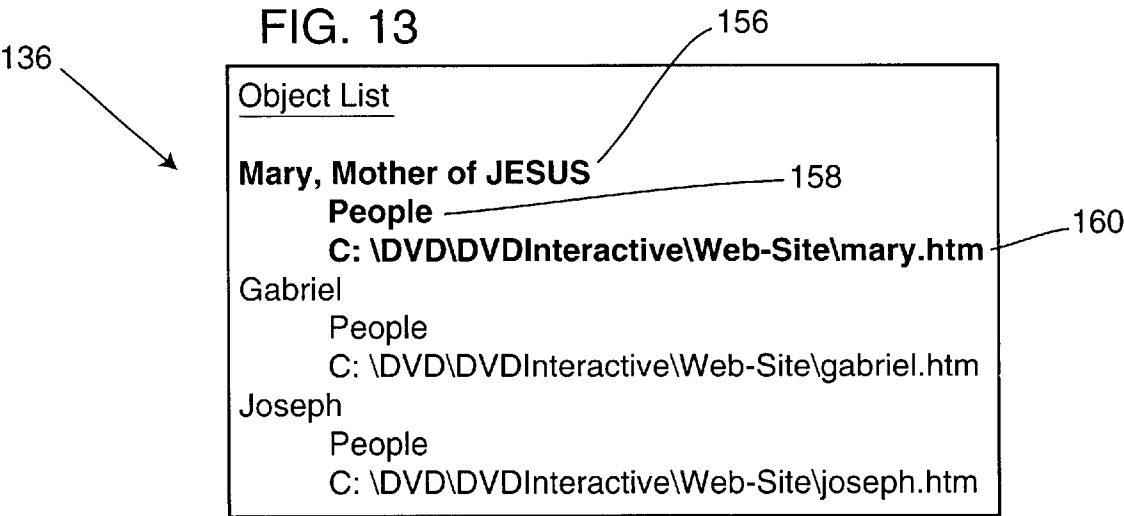 FIG. 13
156
136
Object List
Mary, Mother of JESUS
158
People
160
C: \DVD\DVDInteractive\Web-Site\mary.htm
Gabriel
People
C: \DVD\DVDInteractive\Web-Site\gabriel.htm
Joseph
People
C: \DVD\DVDInteractive\Web-Site\joseph.htm